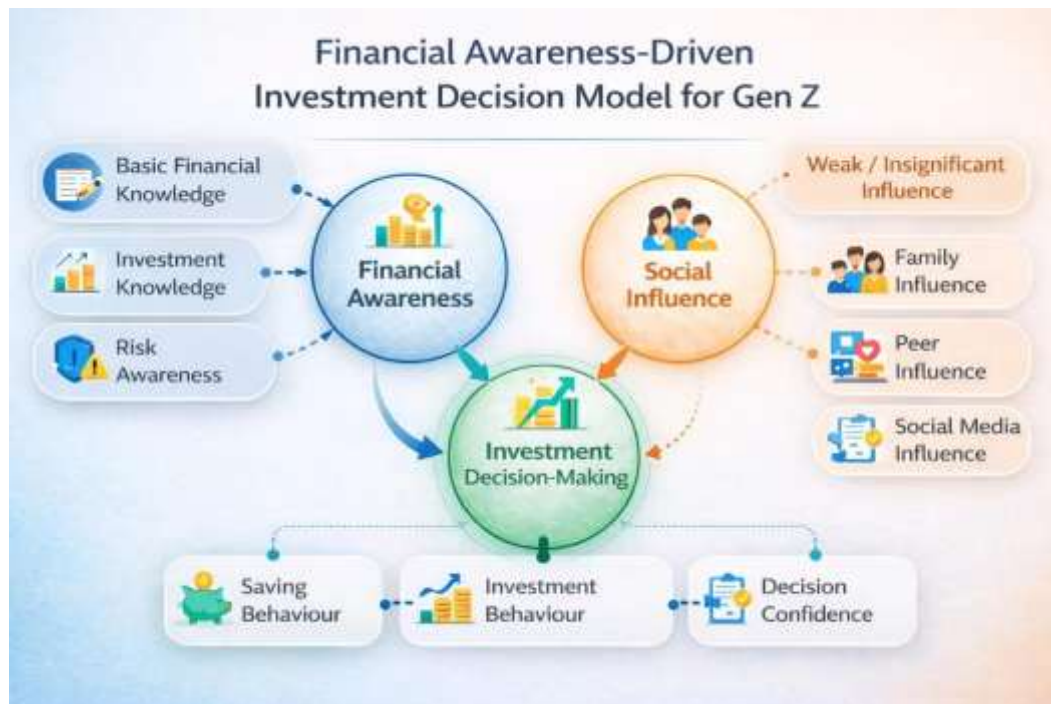 Financial Awareness-Driven
Investment Decision Model for Gen Z
Basic Financial
Knowledge
Investment
Knowledge
Risk
Awareness
Financial
Awareness
Social
Influence
Weak / Insignificant
Influence
Family
Influence
Peer
Influence
Social Media
Influence
Investment
Decision-Making
Saving
Behaviour
Investment
Behaviour
Decision
Confidence